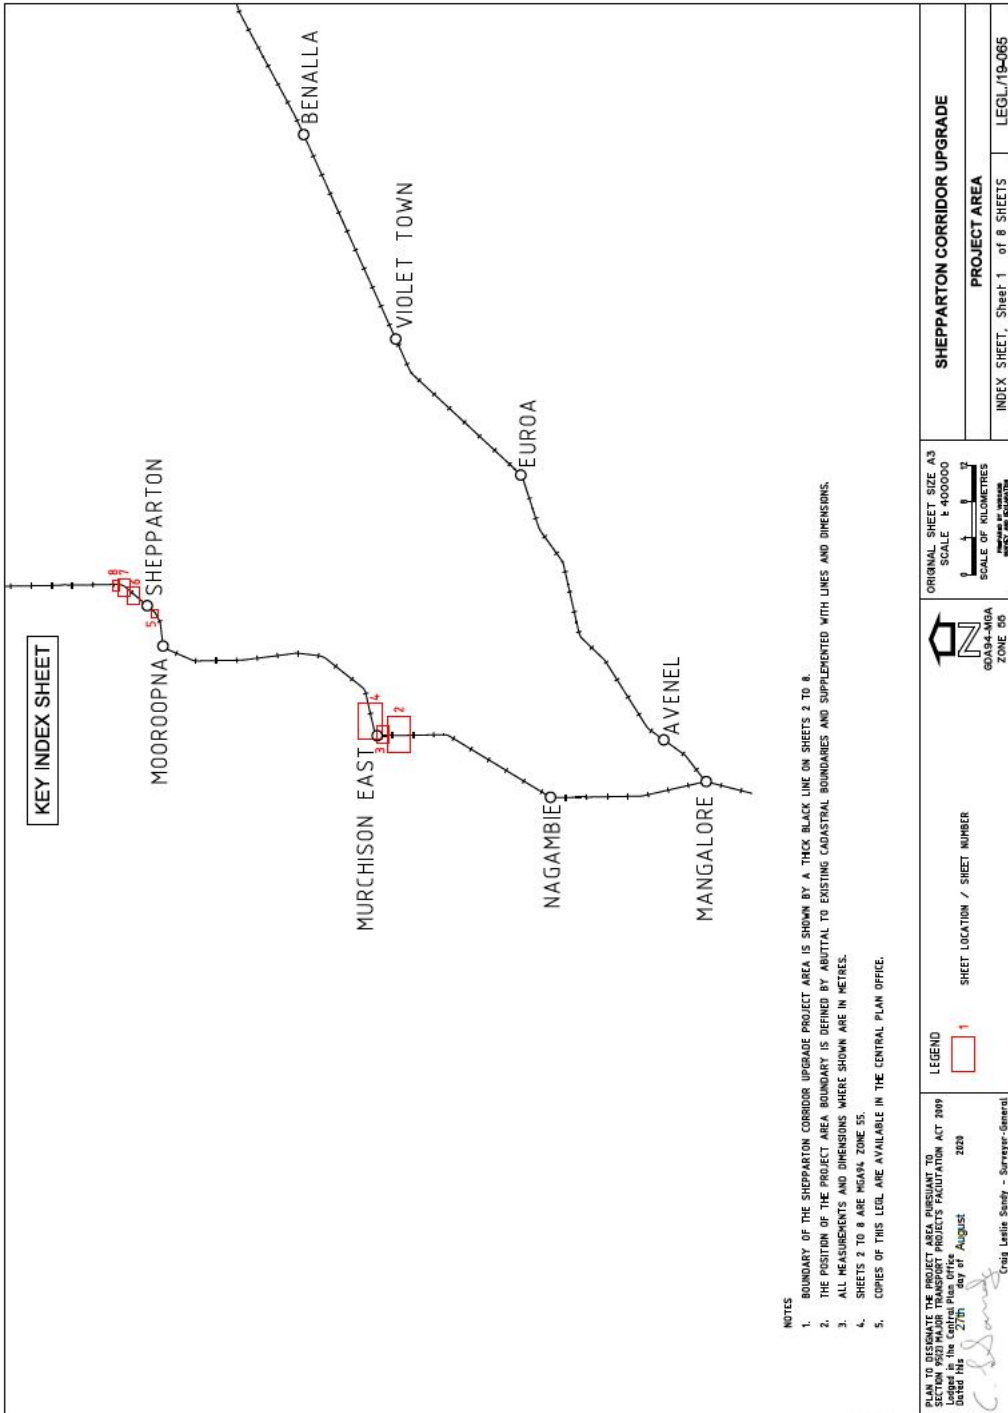 KEY INDEX SHEET
8
7
6
5
SHEPPARTON
MOOROOPNA
BENALLA
VIOLET TOWN
4
3
2
MURCHISON EAST
EUROA
NAGAMBIE
AVENEL
MANGALORE
NOTES
1. BOUNDARY OF THE SHEPPARTON CORRIDOR UPGRADE PROJECT AREA IS SHOWN BY A THICK BLACK LINE ON SHEETS 2 TO 8.
2. THE POSITION OF THE PROJECT AREA BOUNDARY IS DEFINED BY ABUTTAL TO EXISTING CADASTRAL BOUNDARIES AND SUPPLEMENTED WITH LINES AND DIMENSIONS.
3. ALL MEASUREMENTS AND DIMENSIONS WHERE SHOWN ARE IN METRES.
4. SHEETS 2 TO 8 ARE MGA94 ZONE 55.
5. COPIES OF THIS LEGL ARE AVAILABLE IN THE CENTRAL PLAN OFFICE.
PLAN TO DESIGNATE THE PROJECT AREA PURSUANT TO
SECTION 95(2) MAJOR TRANSPORT PROJECTS FACILITATION ACT 2009
Lodged in the Central Plan Office
Dated this 27th day of August 2020
Craig Leslie Sandy - Surveyor-General
LEGEND
1
SHEET LOCATION / SHEET NUMBER
N
GDA94-MGA
ZONE 55
ORIGINAL SHEET SIZE A3
SCALE 1: 400000
0 4 8 12
SCALE OF KILOMETRES
SHEPPARTON CORRIDOR UPGRADE
PROJECT AREA
INDEX SHEET, Sheet 1 of 8 SHEETS
LEGL./19-065